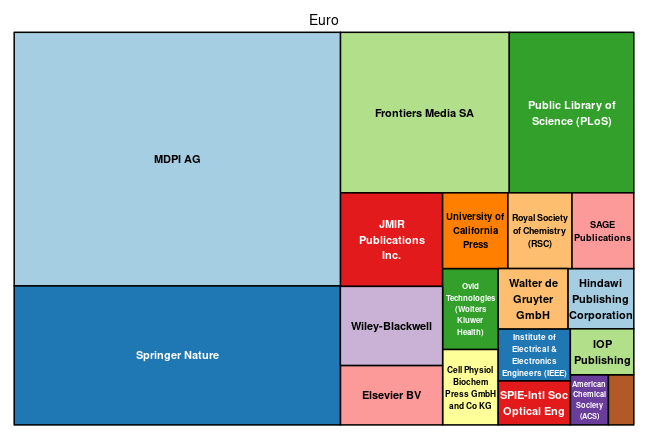 Euro
MDPI AG
Springer Nature
Frontiers Media SA
Public Library of
Science (PLoS)
JMIR
Publications
Inc.
University of
California
Press
Royal Society
of Chemistry
(RSC)
SAGE
Publications
Wiley-Blackwell
Elsevier BV
Ovid
Technologies
(Wolters
Kluwer
Health)
Walter de
Gruyter
GmbH
Hindawi
Publishing
Corporation
Cell Physiol
Biochem
Press GmbH
and Co KG
Institute of
Electrical &
Electronics
Engineers (IEEE)
IOP
Publishing
SPIE-Intl Soc
Optical Eng
American
Chemical
Society
(ACS)